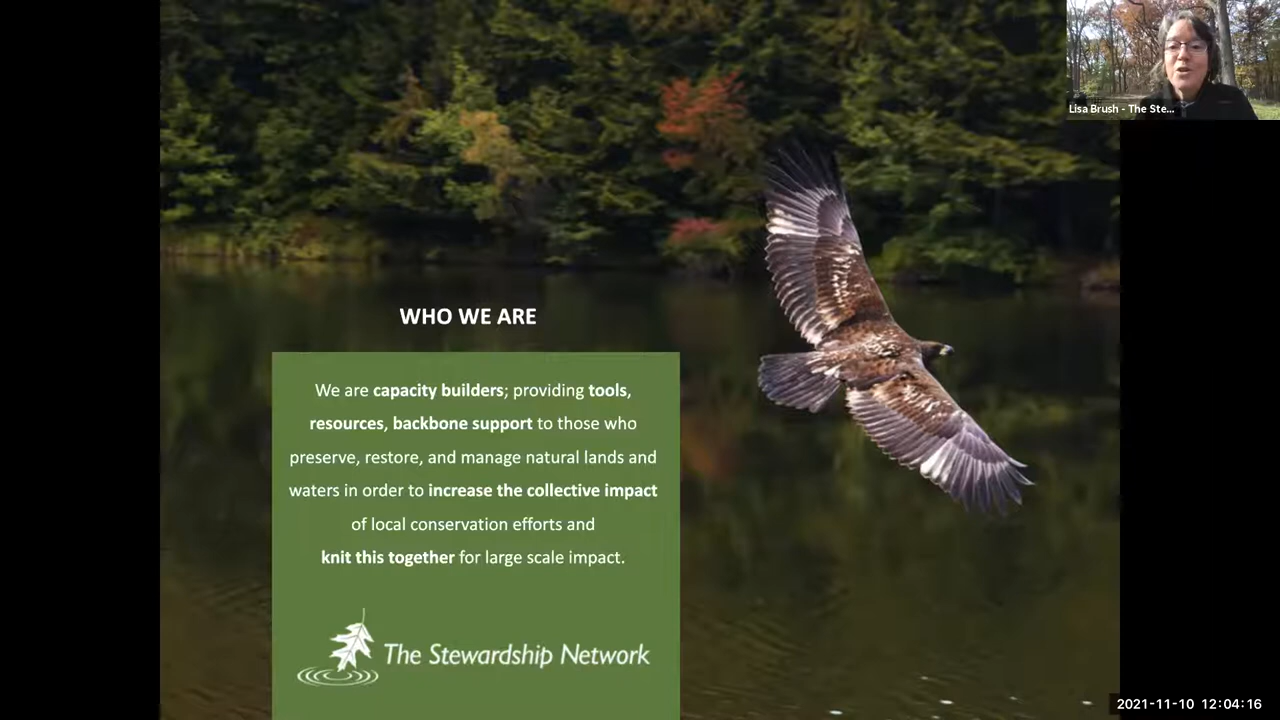 Lisa Brush - The Ste...
WHO WE ARE
We are capacity builders; providing tools,
resources, backbone support to those who
preserve, restore, and manage natural lands and
waters in order to increase the collective impact
of local conservation efforts and
knit this together for large scale impact.
The Stewardship Network
2021-11-10 12:04:16